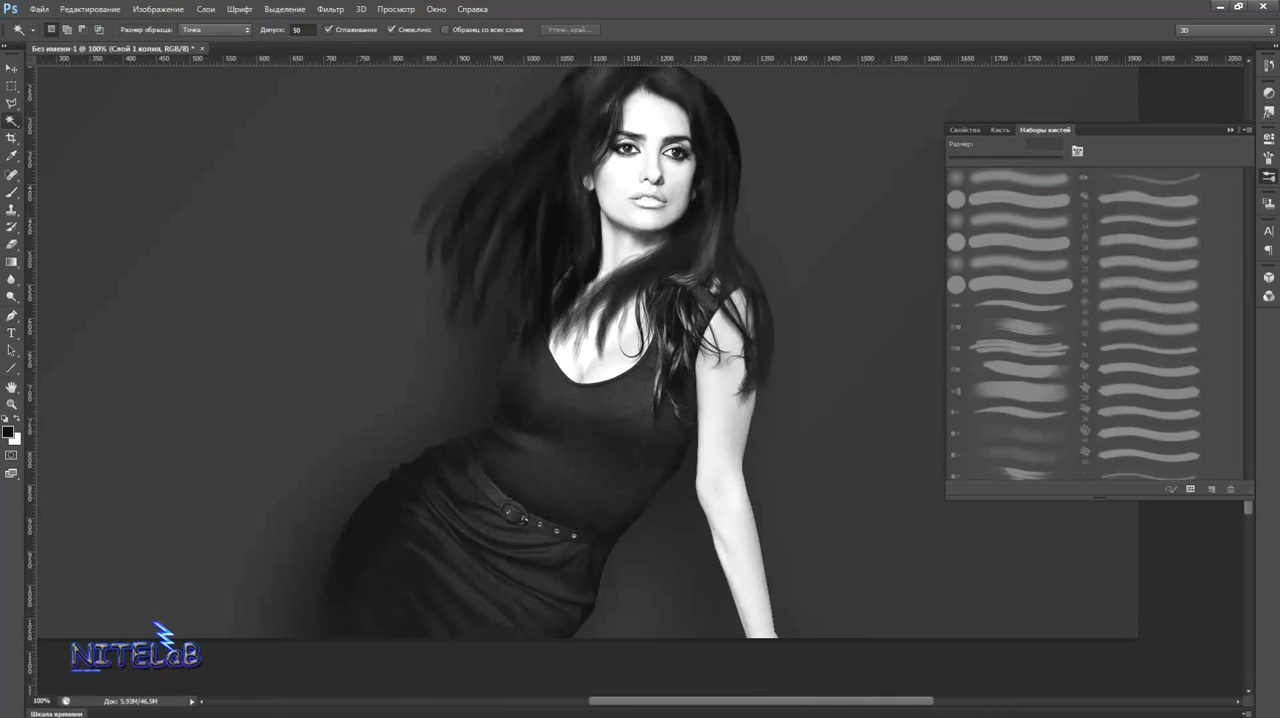 Ps Файл Редактирование Изображение Слои Шрифт Выделение Фильтр 3D Просмотр Окно Справка
Размер образца: Точка Допуск: 50 Сглаживание Смеж.пикс Образец со всех слоев Уточн. край... 3D
Без имени-1 @ 100% (Слой 1 копия, RGB/8) * ×
300 350 400 450 500 550 600 650 700 750 800 850 900 950 1000 1050 1100 1150 1200 1250 1300 1350 1400 1450 1500 1550 1600 1650 1700 1750 1800 1850 1900 1950 2000 2050
Свойства Кисть Наборы кистей
Размер:
NITELaB
100% Док: 5,93M/46,5M
Шкала времени